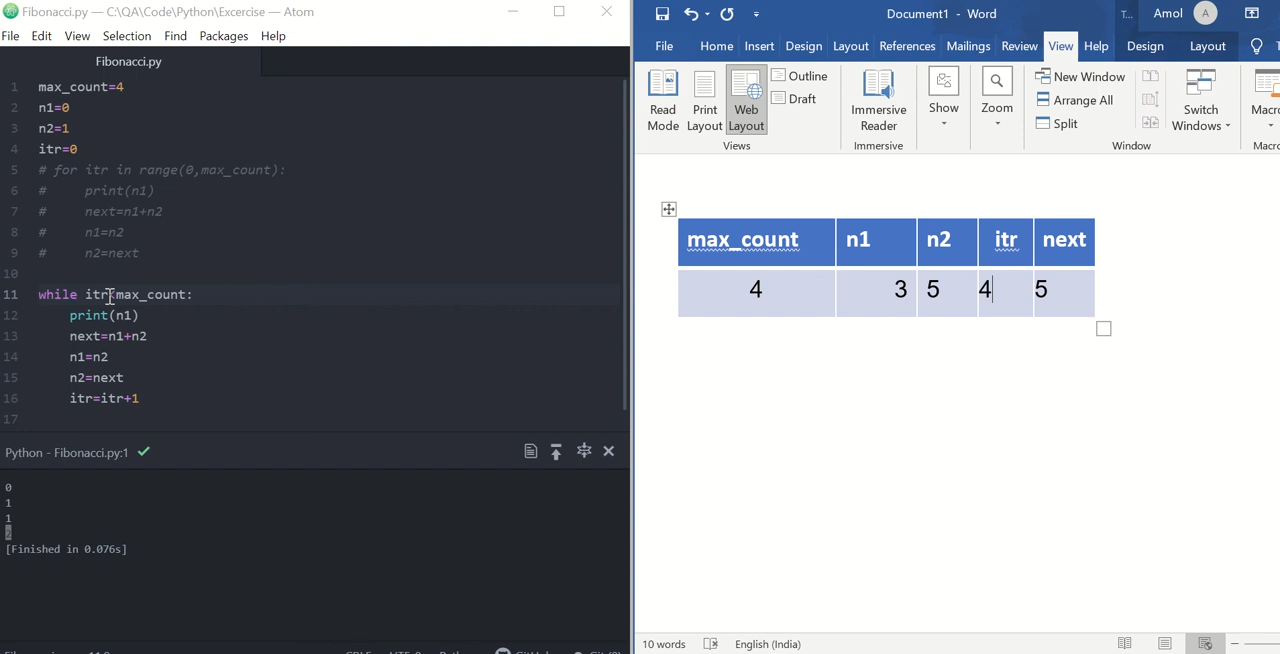 Fibonacci.py — C:\QA\Code\Python\Excercise — Atom
File Edit View Selection Find Packages Help
Fibonacci.py
1 max_count=4
2 n1=0
3 n2=1
4 itr=0
5 # for itr in range(0,max_count):
6 #     print(n1)
7 #     next=n1+n2
8 #     n1=n2
9 #     n2=next
10
11 while itr<max_count:
12     print(n1)
13     next=n1+n2
14     n1=n2
15     n2=next
16     itr=itr+1
17
Python - Fibonacci.py:1
0
1
1
2
[Finished in 0.076s]
Document1 - Word
T... Amol A
File Home Insert Design Layout References Mailings Review View Help Design Layout
Read Mode
Print Layout
Web Layout
Outline
Draft
Views
Immersive Reader
Immersive
Show
Zoom
New Window
Arrange All
Split
Switch Windows
Window
max_count n1 n2 itr next
4 3 5 4 5
10 words English (India)